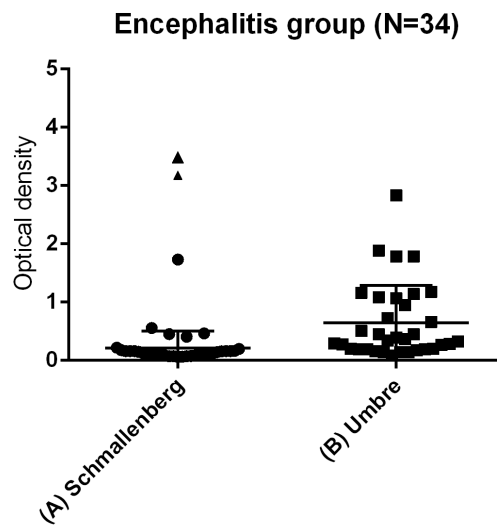 Encephalitis group (N=34)
5
4
3
2
1
0
Optical density
(A) Schmallenberg
(B) Umbre